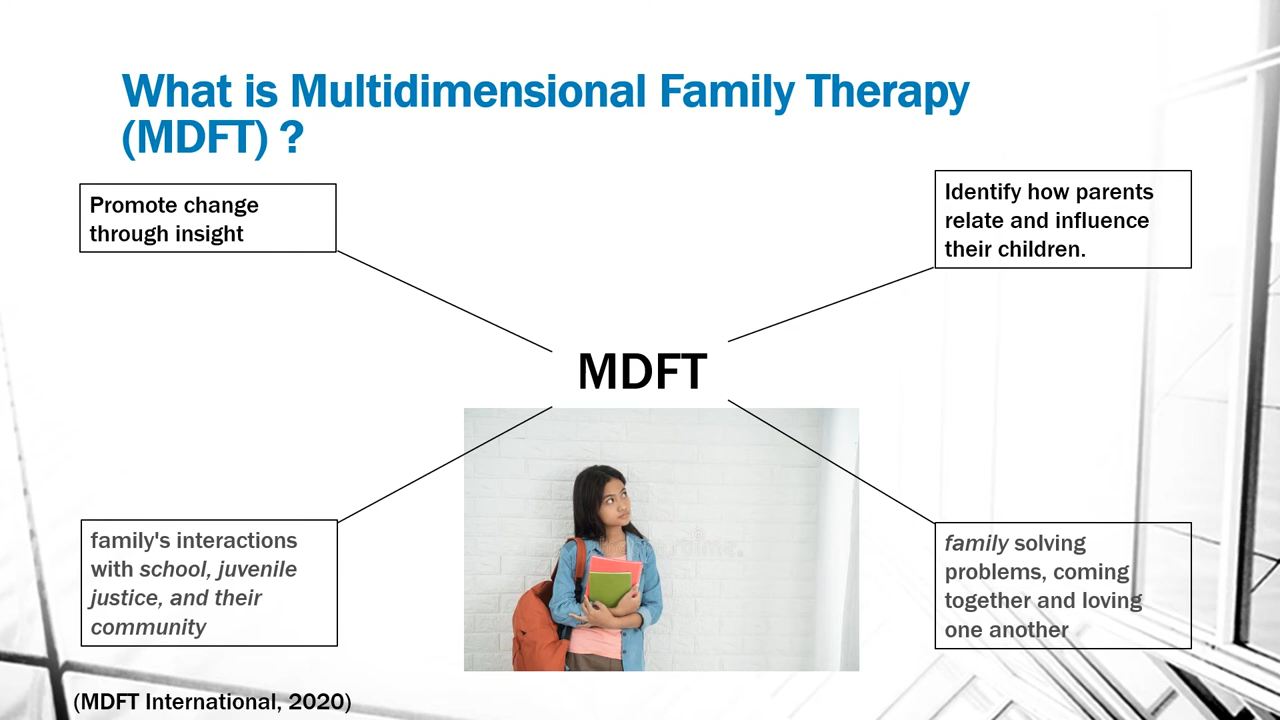 What is Multidimensional Family Therapy
(MDFT) ?
Promote change
through insight
Identify how parents
relate and influence
their children.
MDFT
family's interactions
with school, juvenile
justice, and their
community
family solving
problems, coming
together and loving
one another
(MDFT International, 2020)